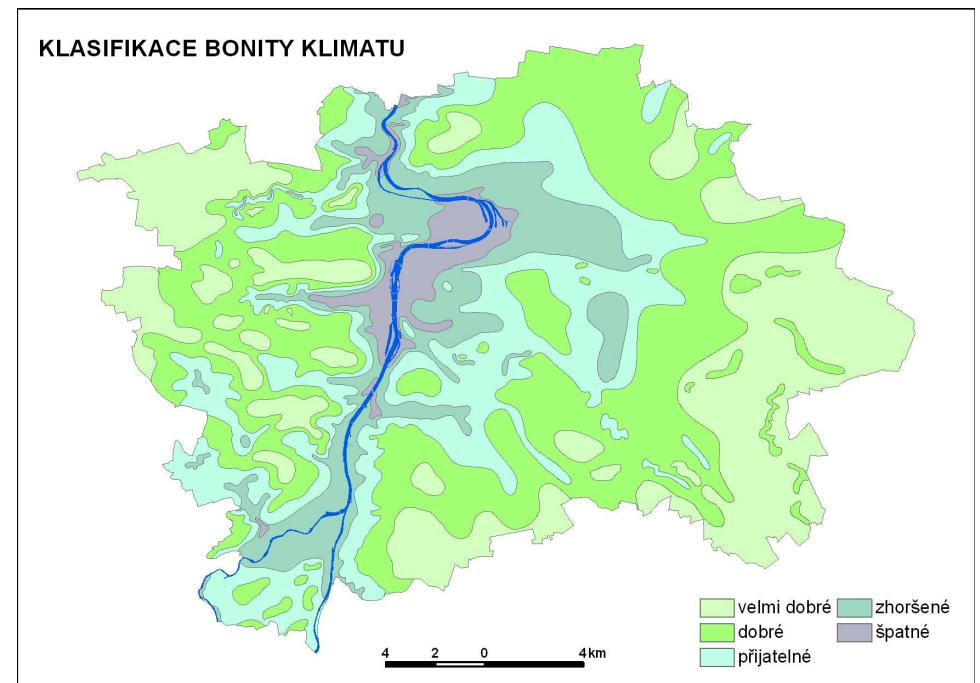 KLASIFIKACE BONITY KLIMATU
velmi dobré
zhoršené
dobré
špatné
přijatelné
4 2 0 4 km